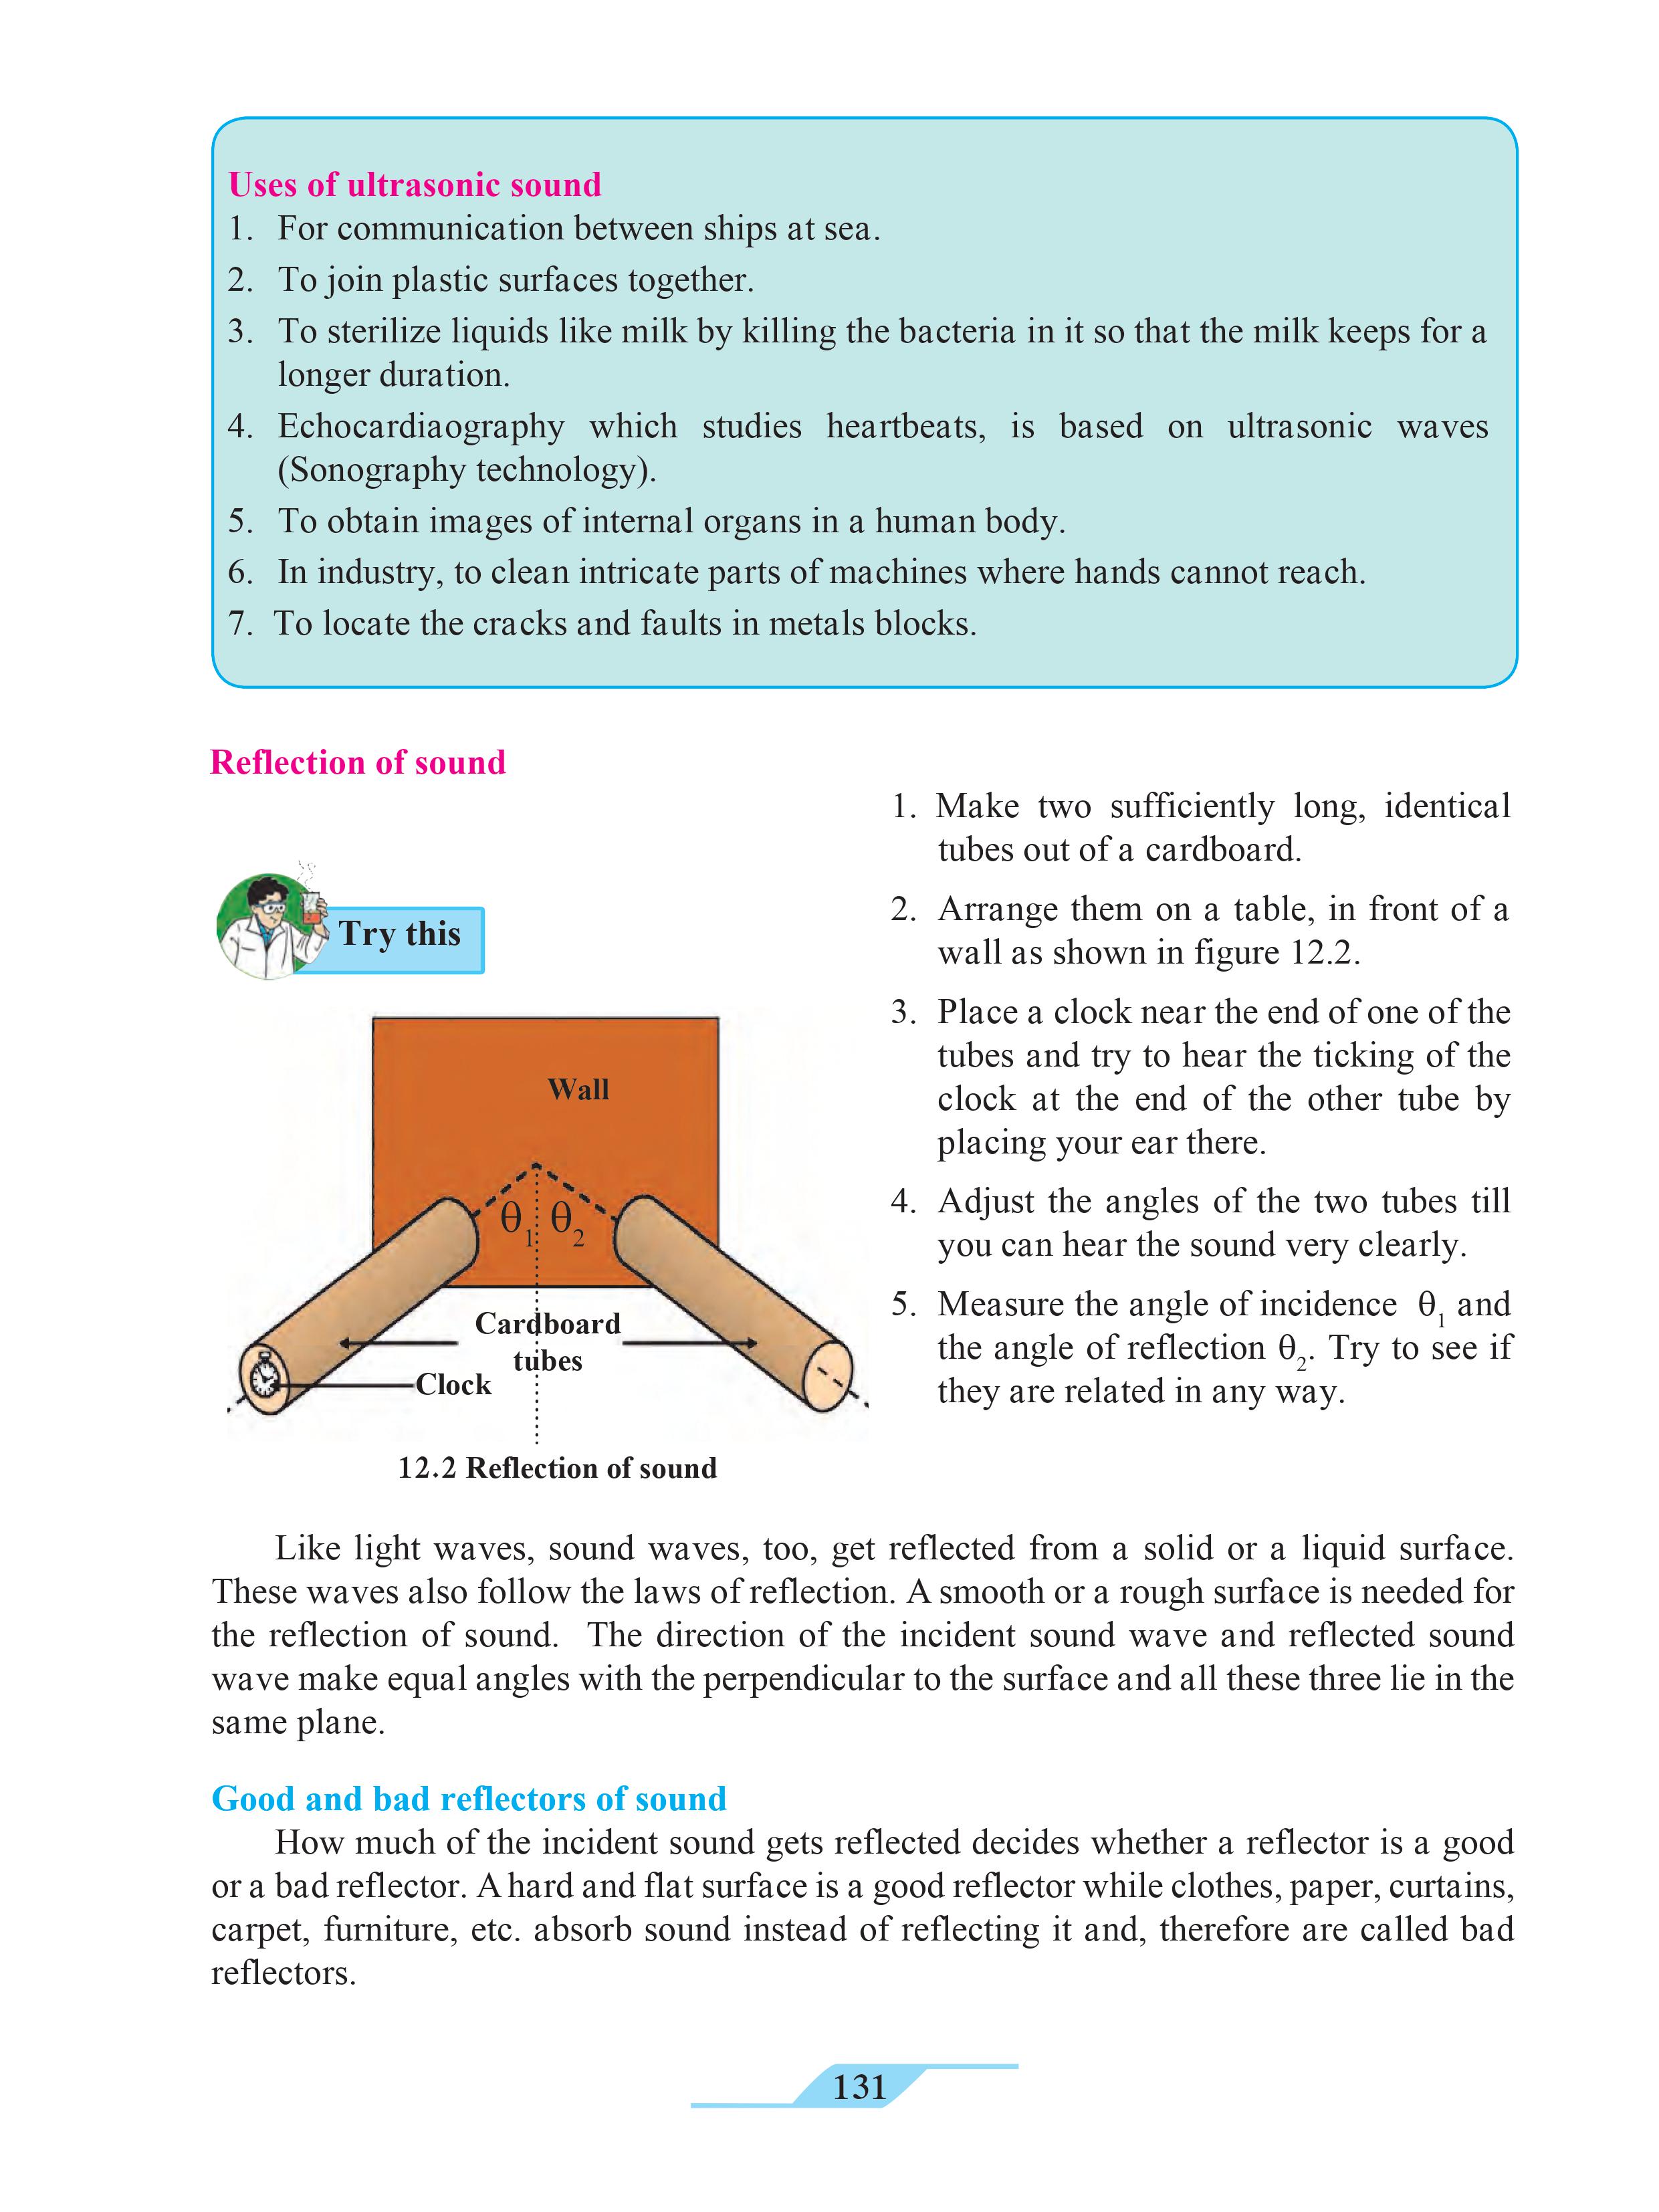 Uses of ultrasonic sound
1. For communication between ships at sea.
2. To join plastic surfaces together.
3. To sterilize liquids like milk by killing the bacteria in it so that the milk keeps for a
longer duration.
4. Echocardiaography which studies heartbeats, is based on ultrasonic waves
(Sonography technology).
5. To obtain images of internal organs in a human body.
6. In industry, to clean intricate parts of machines where hands cannot reach.
7. To locate the cracks and faults in metals blocks.
Reflection of sound
Try this
Wall
θ1 θ2
Cardboard
tubes
Clock
12.2 Reflection of sound
1. Make two sufficiently long, identical
tubes out of a cardboard.
2. Arrange them on a table, in front of a
wall as shown in figure 12.2.
3. Place a clock near the end of one of the
tubes and try to hear the ticking of the
clock at the end of the other tube by
placing your ear there.
4. Adjust the angles of the two tubes till
you can hear the sound very clearly.
5. Measure the angle of incidence θ1 and
the angle of reflection θ2. Try to see if
they are related in any way.
Like light waves, sound waves, too, get reflected from a solid or a liquid surface.
These waves also follow the laws of reflection. A smooth or a rough surface is needed for
the reflection of sound. The direction of the incident sound wave and reflected sound
wave make equal angles with the perpendicular to the surface and all these three lie in the
same plane.
Good and bad reflectors of sound
How much of the incident sound gets reflected decides whether a reflector is a good
or a bad reflector. A hard and flat surface is a good reflector while clothes, paper, curtains,
carpet, furniture, etc. absorb sound instead of reflecting it and, therefore are called bad
reflectors.
131